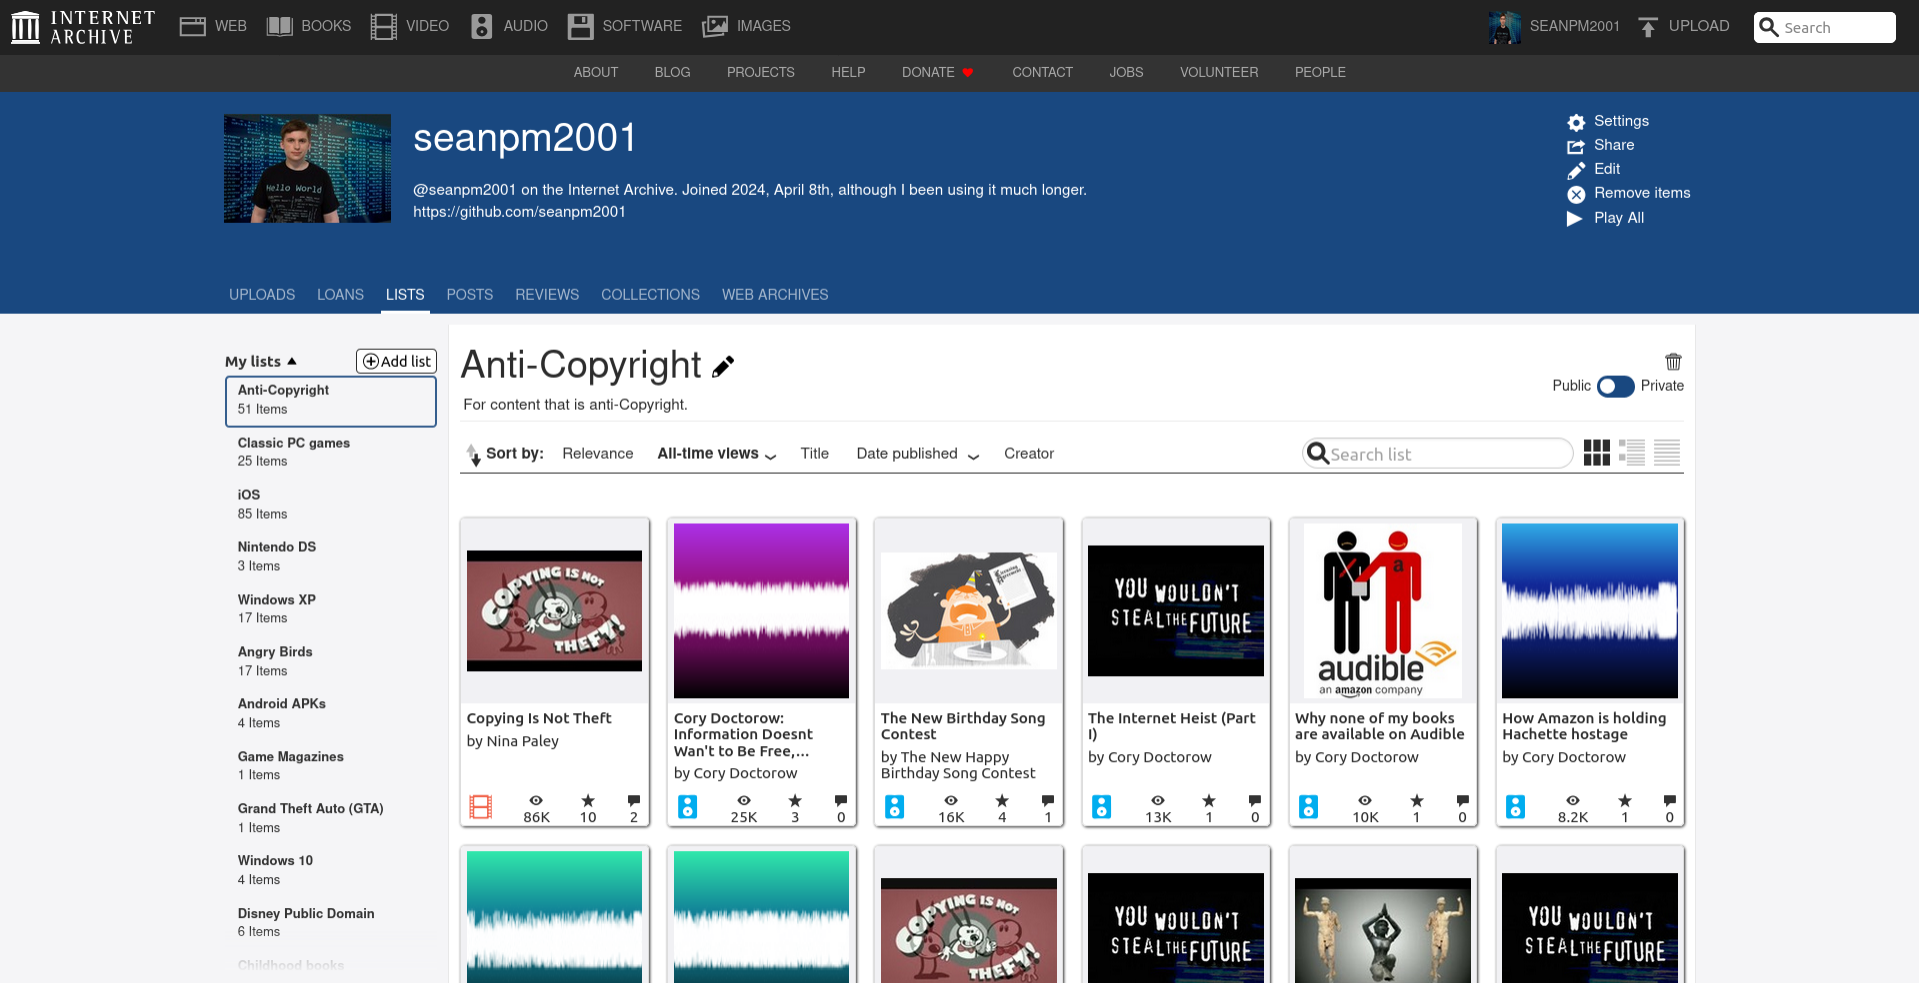 INTERNET ARCHIVE
WEB
BOOKS
VIDEO
AUDIO
SOFTWARE
IMAGES
SEANPM2001
UPLOAD
Search
ABOUT
BLOG
PROJECTS
HELP
DONATE
CONTACT
JOBS
VOLUNTEER
PEOPLE
Hello World
seanpm2001
@seanpm2001 on the Internet Archive. Joined 2024, April 8th, although I been using it much longer.
https://github.com/seanpm2001
Settings
Share
Edit
Remove items
Play All
UPLOADS
LOANS
LISTS
POSTS
REVIEWS
COLLECTIONS
WEB ARCHIVES
My lists
Add list
Anti-Copyright
51 Items
Classic PC games
25 Items
iOS
85 Items
Nintendo DS
3 Items
Windows XP
17 Items
Angry Birds
17 Items
Android APKs
4 Items
Game Magazines
1 Items
Grand Theft Auto (GTA)
1 Items
Windows 10
4 Items
Disney Public Domain
6 Items
Childhood books
Anti-Copyright
For content that is anti-Copyright.
Public
Private
Sort by:
Relevance
All-time views
Title
Date published
Creator
Search list
COPYING IS NOT THEFT!
Copying Is Not Theft
by Nina Paley
86K
10
2
Cory Doctorow:
Information Doesnt
Wan't to Be Free,...
by Cory Doctorow
25K
3
0
The New Birthday Song
Contest
by The New Happy
Birthday Song Contest
16K
4
1
YOU WOULDN'T
STEAL THE FUTURE
The Internet Heist (Part
I)
by Cory Doctorow
13K
1
0
a
audible
an amazon company
Why none of my books
are available on Audible
by Cory Doctorow
10K
1
0
How Amazon is holding
Hachette hostage
by Cory Doctorow
8.2K
1
0
COPYING IS NOT
THEFT!
YOU WOULDN'T
STEAL THE FUTURE
YOU WOULDN'T
STEAL THE FUTURE